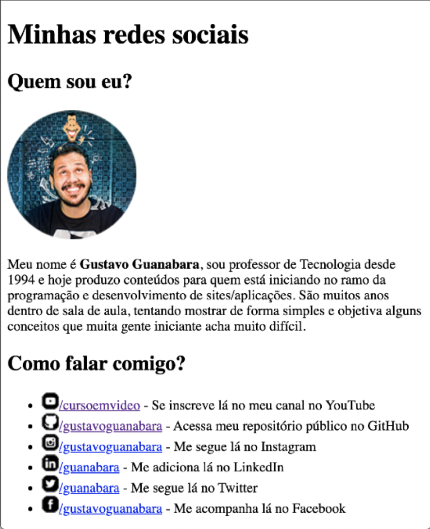 Minhas redes sociais
Quem sou eu?
Meu nome é Gustavo Guanabara, sou professor de Tecnologia desde
1994 e hoje produzo conteúdos para quem está iniciando no ramo da
programação e desenvolvimento de sites/aplicações. São muitos anos
dentro de sala de aula, tentando mostrar de forma simples e objetiva alguns
conceitos que muita gente iniciante acha muito difícil.
Como falar comigo?
/cursoemvideo - Se inscreve lá no meu canal no YouTube
/gustavoguanabara - Acessa meu repositório público no GitHub
/gustavoguanabara - Me segue lá no Instagram
/guanabara - Me adiciona lá no LinkedIn
/guanabara - Me segue lá no Twitter
/gustavoguanabara - Me acompanha lá no Facebook